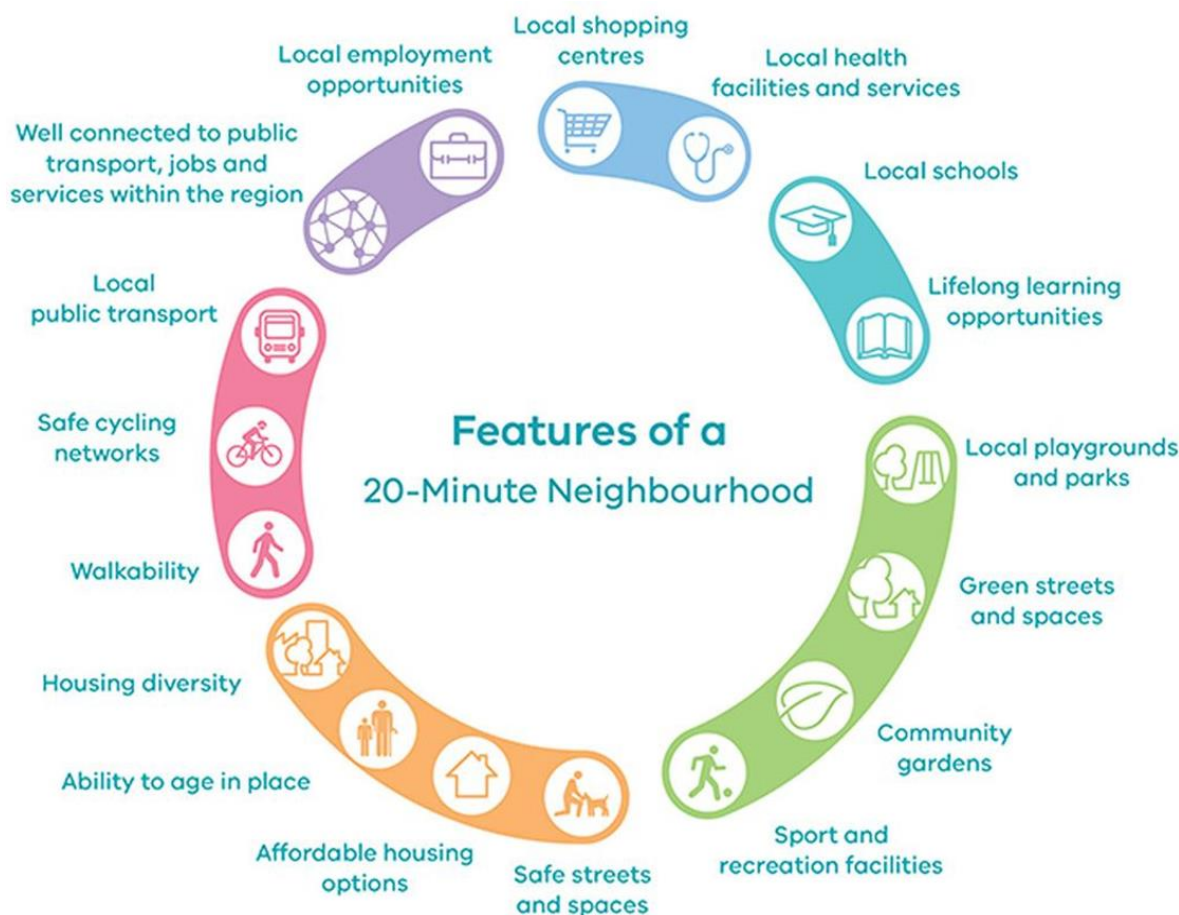 Features of a
20-Minute Neighbourhood
Local shopping
centres
Local health
facilities and services
Local schools
Lifelong learning
opportunities
Local playgrounds
and parks
Green streets
and spaces
Community
gardens
Sport and
recreation facilities
Safe streets
and spaces
Affordable housing
options
Ability to age in place
Housing diversity
Walkability
Safe cycling
networks
Local
public transport
Well connected to public
transport, jobs and
services within the region
Local employment
opportunities